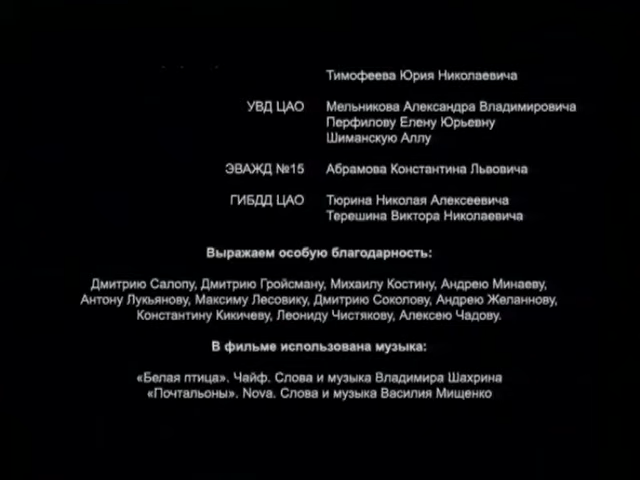 Тимофеева Юрия Николаевича
УВД ЦАО Мельникова Александра Владимировича
Перфилову Елену Юрьевну
Шиманскую Аллу
ЭВАЖД №15 Абрамова Константина Львовича
ГИБДД ЦАО Тюрина Николая Алексеевича
Терешина Виктора Николаевича
Выражаем особую благодарность:
Дмитрию Салопу, Дмитрию Гройсману, Михаилу Костину, Андрею Минаеву,
Антону Лукьянову, Максиму Лесовику, Дмитрию Соколову, Андрею Желаннову,
Константину Кикичеву, Леониду Чистякову, Алексею Чадову.
В фильме использована музыка:
«Белая птица». Чайф. Слова и музыка Владимира Шахрина
«Почтальоны». Nova. Слова и музыка Василия Мищенко